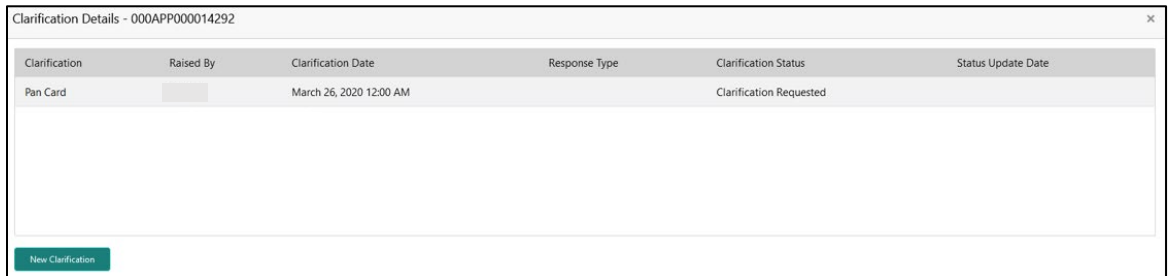 Clarification Details - 000APP000014292 ×
Clarification Raised By Clarification Date Response Type Clarification Status Status Update Date
Pan Card March 26, 2020 12:00 AM Clarification Requested
New Clarification